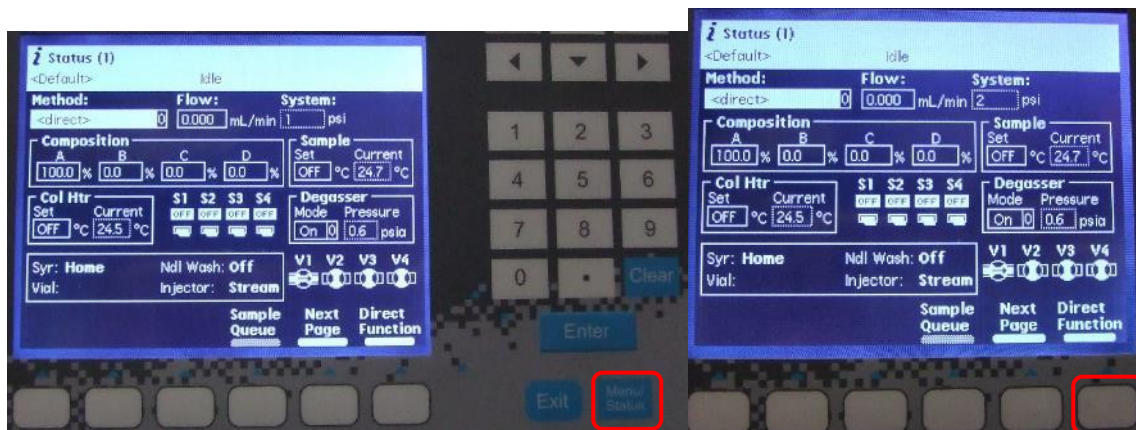 i Status (1)
<Default> Idle
Method: Flow: System:
<direct> 0 0.000 mL/min 1 psi
Composition Sample
A B C D Set Current
100.0 % 0.0 % 0.0 % 0.0 % OFF °C 24.7 °C
Col Htr S1 S2 S3 S4 Degasser
Set Current OFF OFF OFF OFF Mode Pressure
OFF °C 24.5 °C On 0 0.6 psia
Syr: Home Ndl Wash: Off V1 V2 V3 V4
Vial: Injector: Stream
Sample Next Direct
Queue Page Function
1 2 3
4 5 6
7 8 9
0 . Clear
Enter
Exit Menu/
Status
i Status (1)
<Default> Idle
Method: Flow: System:
<direct> 0 0.000 mL/min 2 psi
Composition Sample
A B C D Set Current
100.0 % 0.0 % 0.0 % 0.0 % OFF °C 24.7 °C
Col Htr S1 S2 S3 S4 Degasser
Set Current OFF OFF OFF OFF Mode Pressure
OFF °C 24.5 °C On 0 0.6 psia
Syr: Home Ndl Wash: Off V1 V2 V3 V4
Vial: Injector: Stream
Sample Next Direct
Queue Page Function